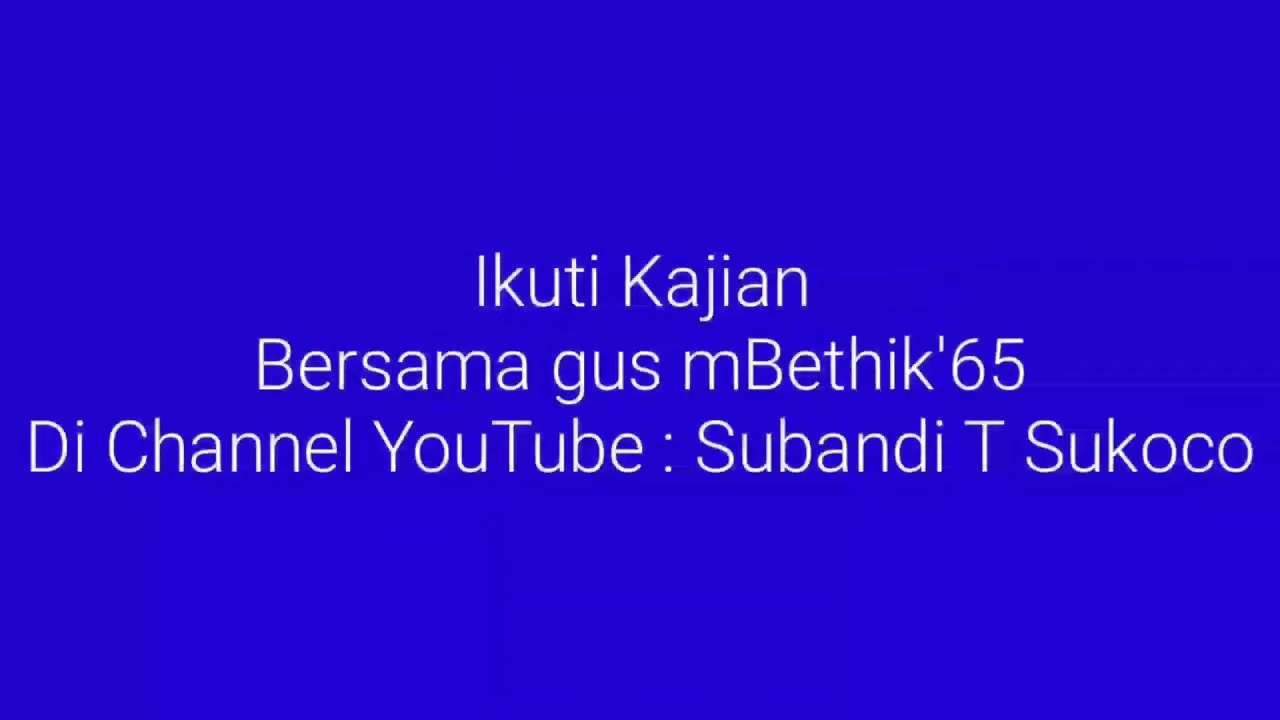 Ikuti Kajian
Bersama gus mBethik'65
Di Channel YouTube : Subandi T Sukoco